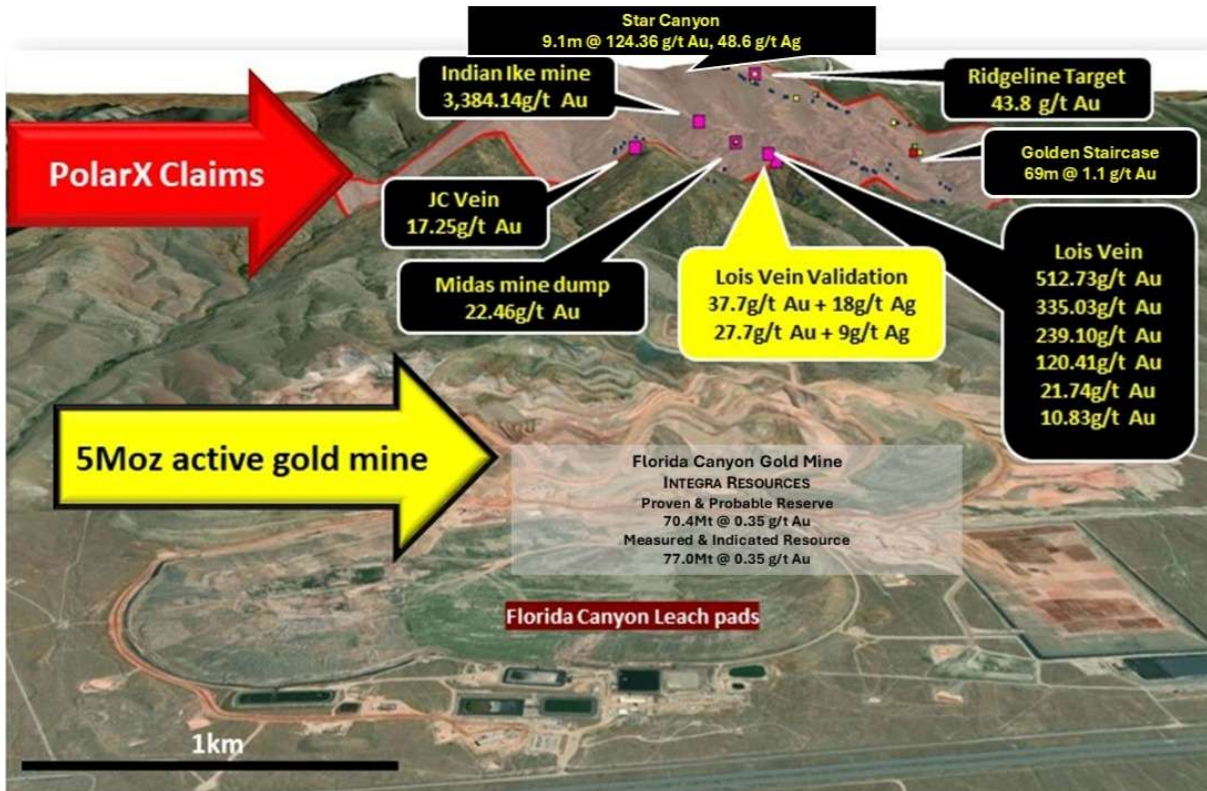 Star Canyon
9.1m @ 124.36 g/t Au, 48.6 g/t Ag
Indian Ike mine
3,384.14g/t Au
Ridgeline Target
43.8 g/t Au
PolarX Claims
Golden Staircase
69m @ 1.1 g/t Au
JC Vein
17.25g/t Au
Midas mine dump
22.46g/t Au
Lois Vein Validation
37.7g/t Au + 18g/t Ag
27.7g/t Au + 9g/t Ag
Lois Vein
512.73g/t Au
335.03g/t Au
239.10g/t Au
120.41g/t Au
21.74g/t Au
10.83g/t Au
5Moz active gold mine
Florida Canyon Gold Mine
INTEGRA RESOURCES
Proven & Probable Reserve
70.4Mt @ 0.35 g/t Au
Measured & Indicated Resource
77.0Mt @ 0.35 g/t Au
Florida Canyon Leach pads
1km